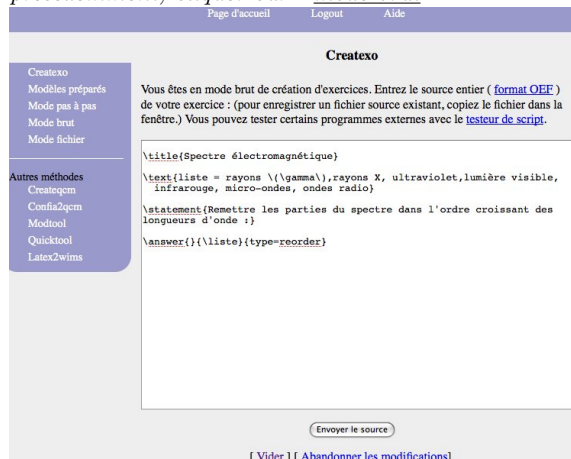 Page d'accueil Logout Aide
Createxo
Createxo
Modèles préparés
Mode pas à pas
Mode brut
Mode fichier
Autres méthodes
Createqcm
Confia2qcm
Modtool
Quicktool
Latex2wims
Vous êtes en mode brut de création d'exercices. Entrez le source entier ( format OEF )
de votre exercice : (pour enregistrer un fichier source existant, copiez le fichier dans la
fenêtre.) Vous pouvez tester certains programmes externes avec le testeur de script.
\title{Spectre électromagnétique}
\text{liste = rayons \(\gamma\),rayons X, ultraviolet,lumière visible,
infrarouge, micro-ondes, ondes radio}
\statement{Remettre les parties du spectre dans l'ordre croissant des
longueurs d'onde :}
\answer{}{\liste}{type=reorder}
Envoyer le source
[ Vider ] [ Abandonner les modifications]